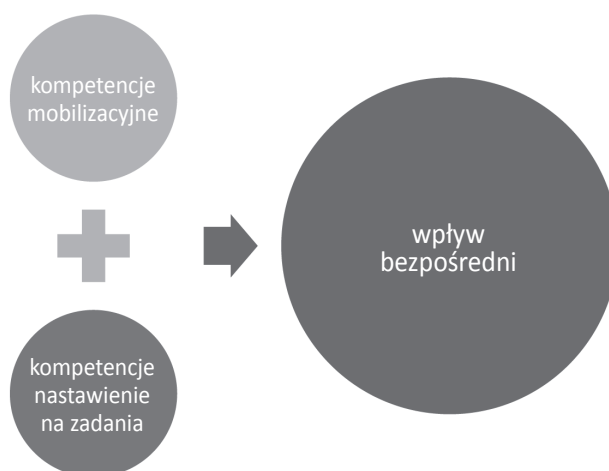 kompetencje
mobilizacyjne
kompetencje
nastawienie
na zadania
wpływ
bezpośredni